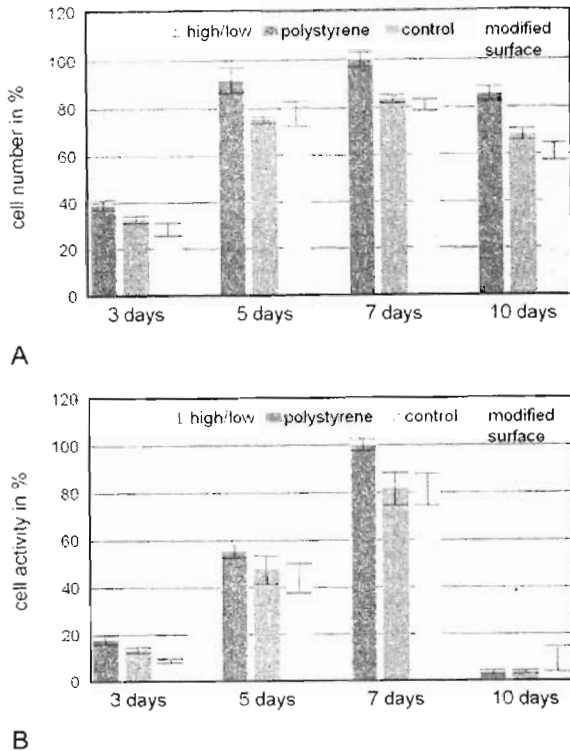 120
high/low polystyrene control modified
surface
100
80
60
40
20
0
cell number in %
3 days 5 days 7 days 10 days
A
120
high/low polystyrene control modified
surface
100
80
60
40
20
0
cell activity in %
3 days 5 days 7 days 10 days
B